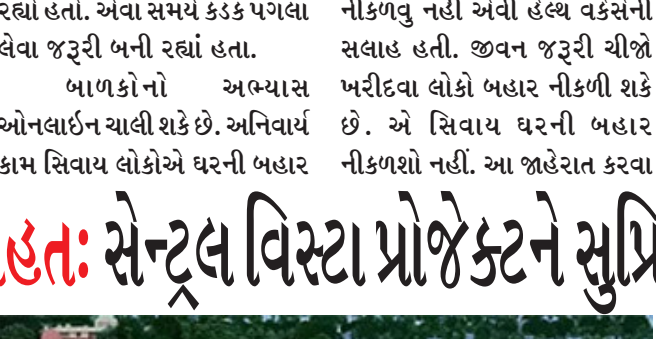 રહ્યો હતો. એવા સમયે કડક પગલા
લેવા જરૂરી બની રહ્યાં હતા.
બાળકોનો અભ્યાસ
ઓનલાઇન ચાલી શકે છે. અનિવાર્ય
કામ સિવાય લોકોએ ઘરની બહાર
નીકળવુ નહી એવી હેલ્થ વર્કસની
સલાહ હતી. જીવન જરૂરી ચીજો
ખરીદવા લોકો બહાર નીકળી શકે
છે. એ સિવાય ઘરની બહાર
નીકળશો નહીં. આ જાહેરાત કરવા
સેન્ટ્રલ વિસ્ટા પ્રોજેક્ટને